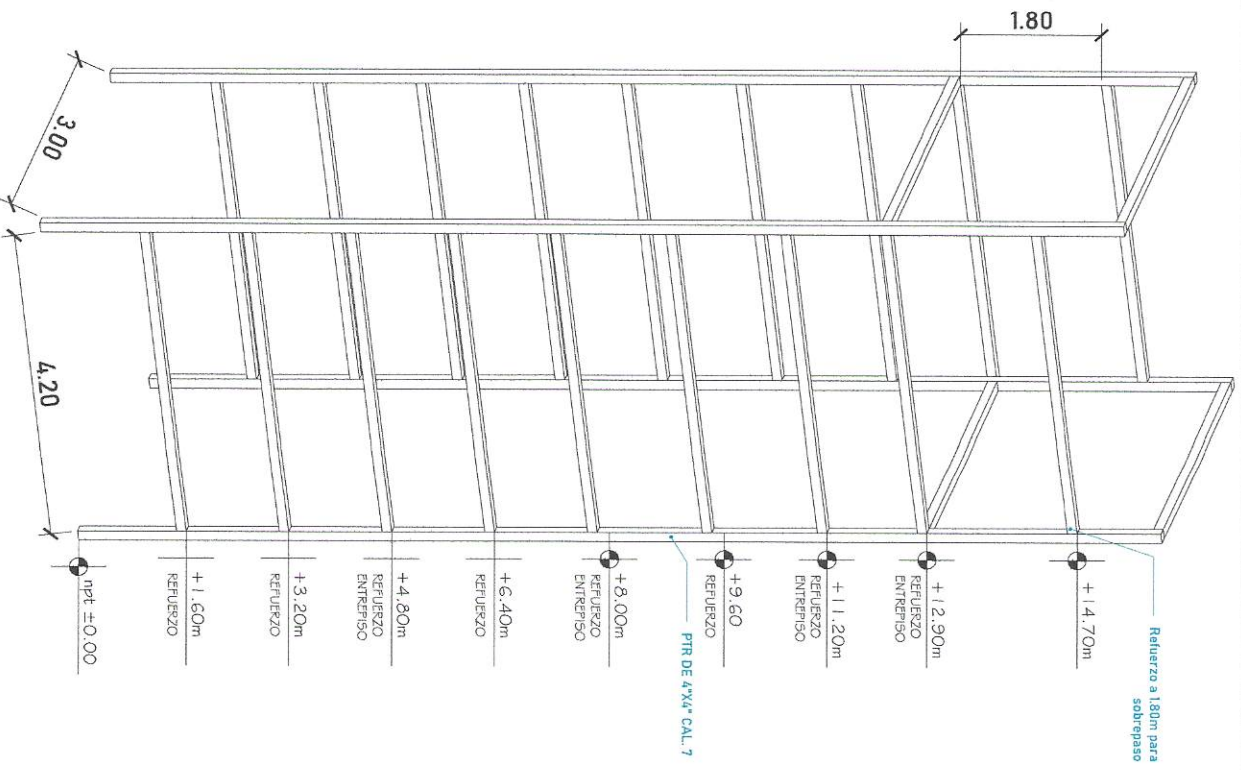 1.80
3.00
4.20
Refuerzo a 1.80m para
sobrepaso
+14.70m
+12.90m
REFUERZO
ENTREPISO
+11.20m
REFUERZO
ENTREPISO
+9.60
REFUERZO
PTR DE 4"X4" CAL. 7
+8.00m
REFUERZO
ENTREPISO
+6.40m
REFUERZO
+4.80m
REFUERZO
ENTREPISO
+3.20m
REFUERZO
+1.60m
REFUERZO
npt ±0.00